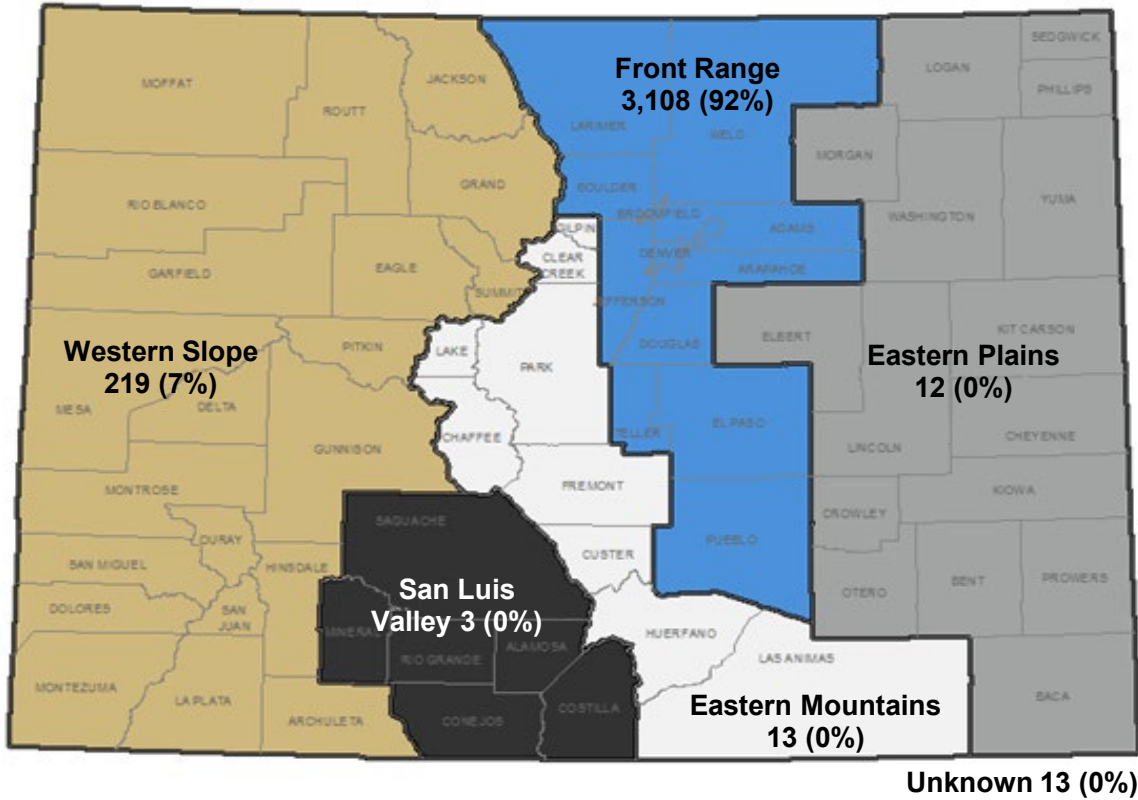 SEDGWICK
LOGAN
Front Range
3,108 (92%)
JACKSON
MOFFAT
PHILLIPS
ROUTT
LARIMER
WELD
MORGAN
GRAND
BOULDER
RIO BLANCO
YUMA
BROOMFIELD
WASHINGTON
GILPIN
ADAMS
DENVER
CLEAR
CREEK
EAGLE
ARAPAHOE
GARFIELD
SUMMIT
JEFFERSON
KIT CARSON
ELBERT
Western Slope
219 (7%)
PITKIN
LAKE
DOUGLAS
Eastern Plains
12 (0%)
PARK
MESA
DELTA
EL PASO
TELLER
CHAFFEE
CHEYENNE
GUNNISON
LINCOLN
MONTROSE
FREMONT
KIOWA
CROWLEY
SAGUACHE
OURAY
PUEBLO
CUSTER
SAN MIGUEL
HINSDALE
BENT
PROWERS
San Luis
Valley 3 (0%)
OTERO
DOLORES
SAN
JUAN
MINERAL
HUERFANO
ALAMOSA
RIO GRANDE
LAS ANIMAS
MONTEZUMA
LA PLATA
BACA
Eastern Mountains
13 (0%)
COSTILLA
ARCHULETA
CONEJOS
Unknown 13 (0%)